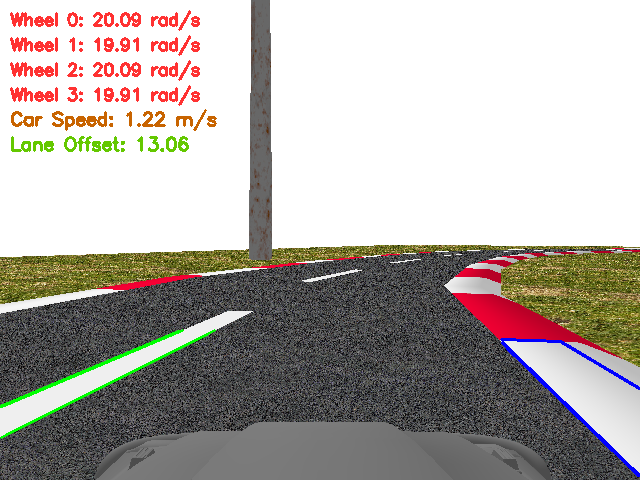 Wheel 0: 20.09 rad/s
Wheel 1: 19.91 rad/s
Wheel 2: 20.09 rad/s
Wheel 3: 19.91 rad/s
Car Speed: 1.22 m/s
Lane Offset: 13.06